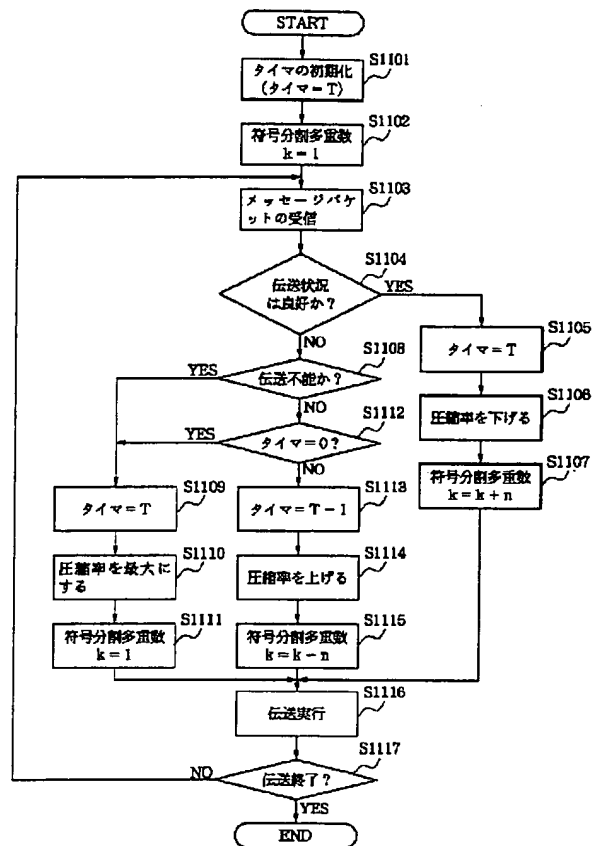 START
S1101
タイマの初期化
(タイマ=T)
S1102
符号分割多重数
k=1
S1103
メッセージパケ
ットの受信
S1104
伝送状況
は良好か?
YES
NO
S1105
タイマ=T
S1106
圧縮率を下げる
S1107
符号分割多重数
k=k+n
S1108
伝送不能か?
YES
NO
S1112
タイマ=0?
YES
NO
S1109
タイマ=T
S1110
圧縮率を最大に
する
S1111
符号分割多重数
k=1
S1113
タイマ=T-1
S1114
圧縮率を上げる
S1115
符号分割多重数
k=k-n
S1116
伝送実行
S1117
伝送終了?
NO
YES
END